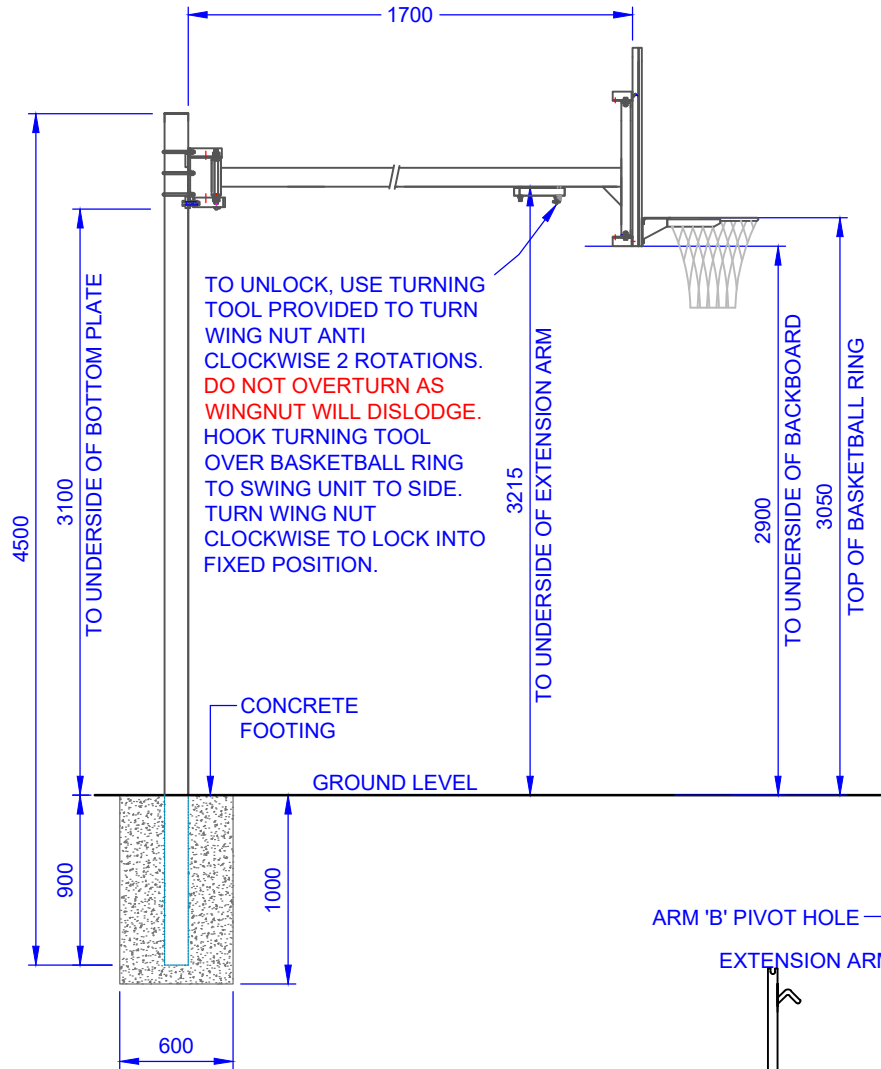 1700
TO UNLOCK, USE TURNING
TOOL PROVIDED TO TURN
WING NUT ANTI
CLOCKWISE 2 ROTATIONS.
DO NOT OVERTURN AS
WINGNUT WILL DISLODGE.
HOOK TURNING TOOL
OVER BASKETBALL RING
TO SWING UNIT TO SIDE.
TURN WING NUT
CLOCKWISE TO LOCK INTO
FIXED POSITION.
4500
3100
TO UNDERSIDE OF BOTTOM PLATE
3215
TO UNDERSIDE OF EXTENSION ARM
2900
TO UNDERSIDE OF BACKBOARD
3050
TOP OF BASKETBALL RING
CONCRETE
FOOTING
GROUND LEVEL
900
1000
600
ARM 'B' PIVOT HOLE
EXTENSION ARM